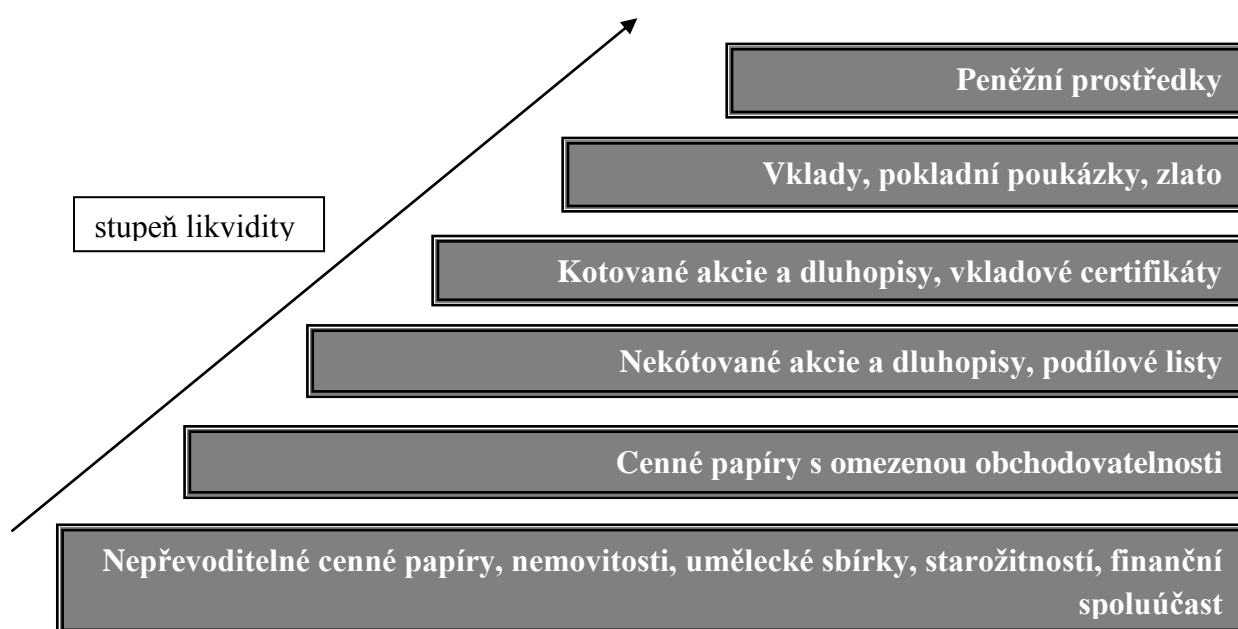 Peněžní prostředky
Vklady, pokladní poukázky, zlato
stupeň likvidity
Kotované akcie a dluhopisy, vkladové certifikáty
Nekótované akcie a dluhopisy, podílové listy
Cenné papíry s omezenou obchodovatelnosti
Nepřevoditelné cenné papíry, nemovitosti, umělecké sbírky, starožitností, finanční
spoluúčast